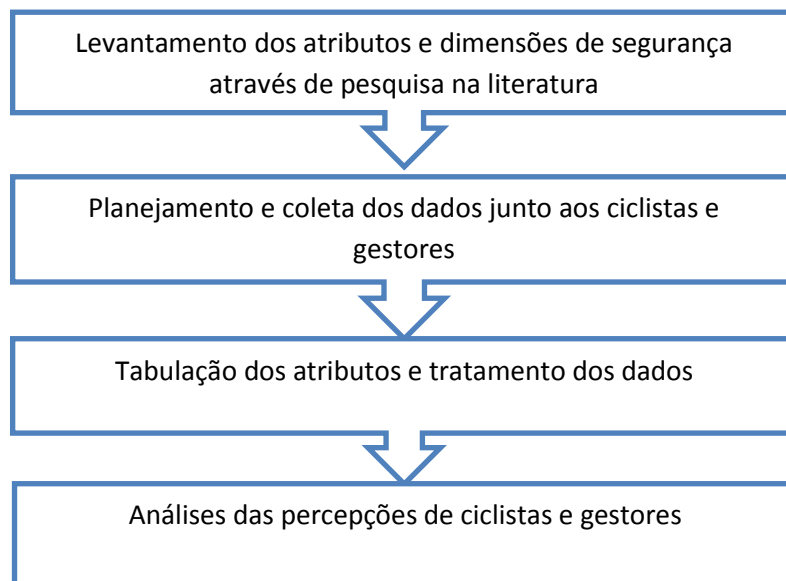 Levantamento dos atributos e dimensões de segurança
através de pesquisa na literatura
Planejamento e coleta dos dados junto aos ciclistas e
gestores
Tabulação dos atributos e tratamento dos dados
Análises das percepções de ciclistas e gestores